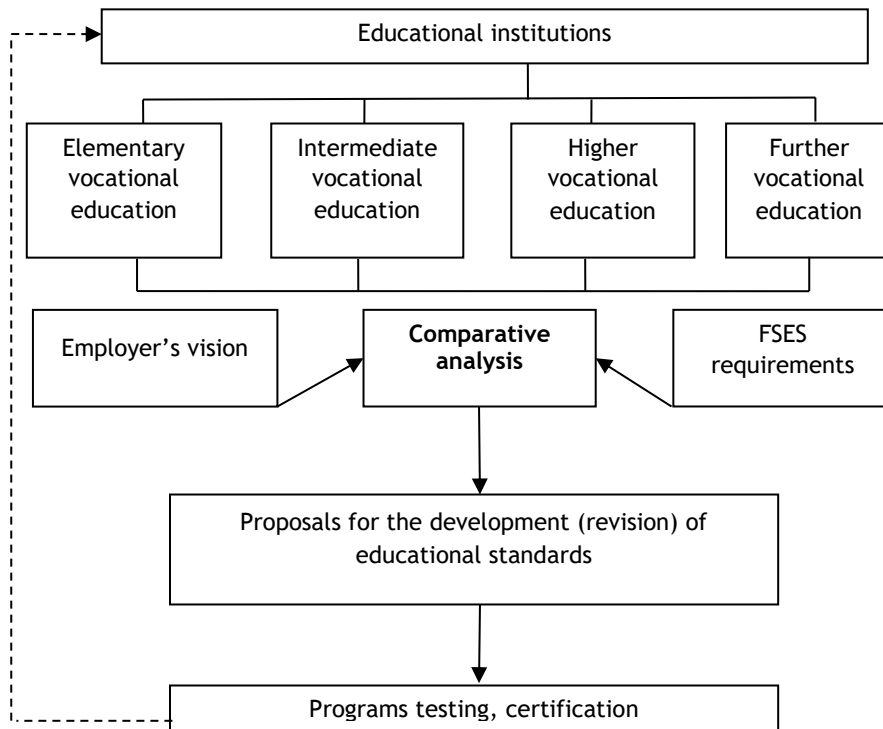 Educational institutions
Elementary
vocational
education
Intermediate
vocational
education
Higher
vocational
education
Further
vocational
education
Employer’s vision
Comparative
analysis
FSES
requirements
Proposals for the development (revision) of
educational standards
Programs testing, certification